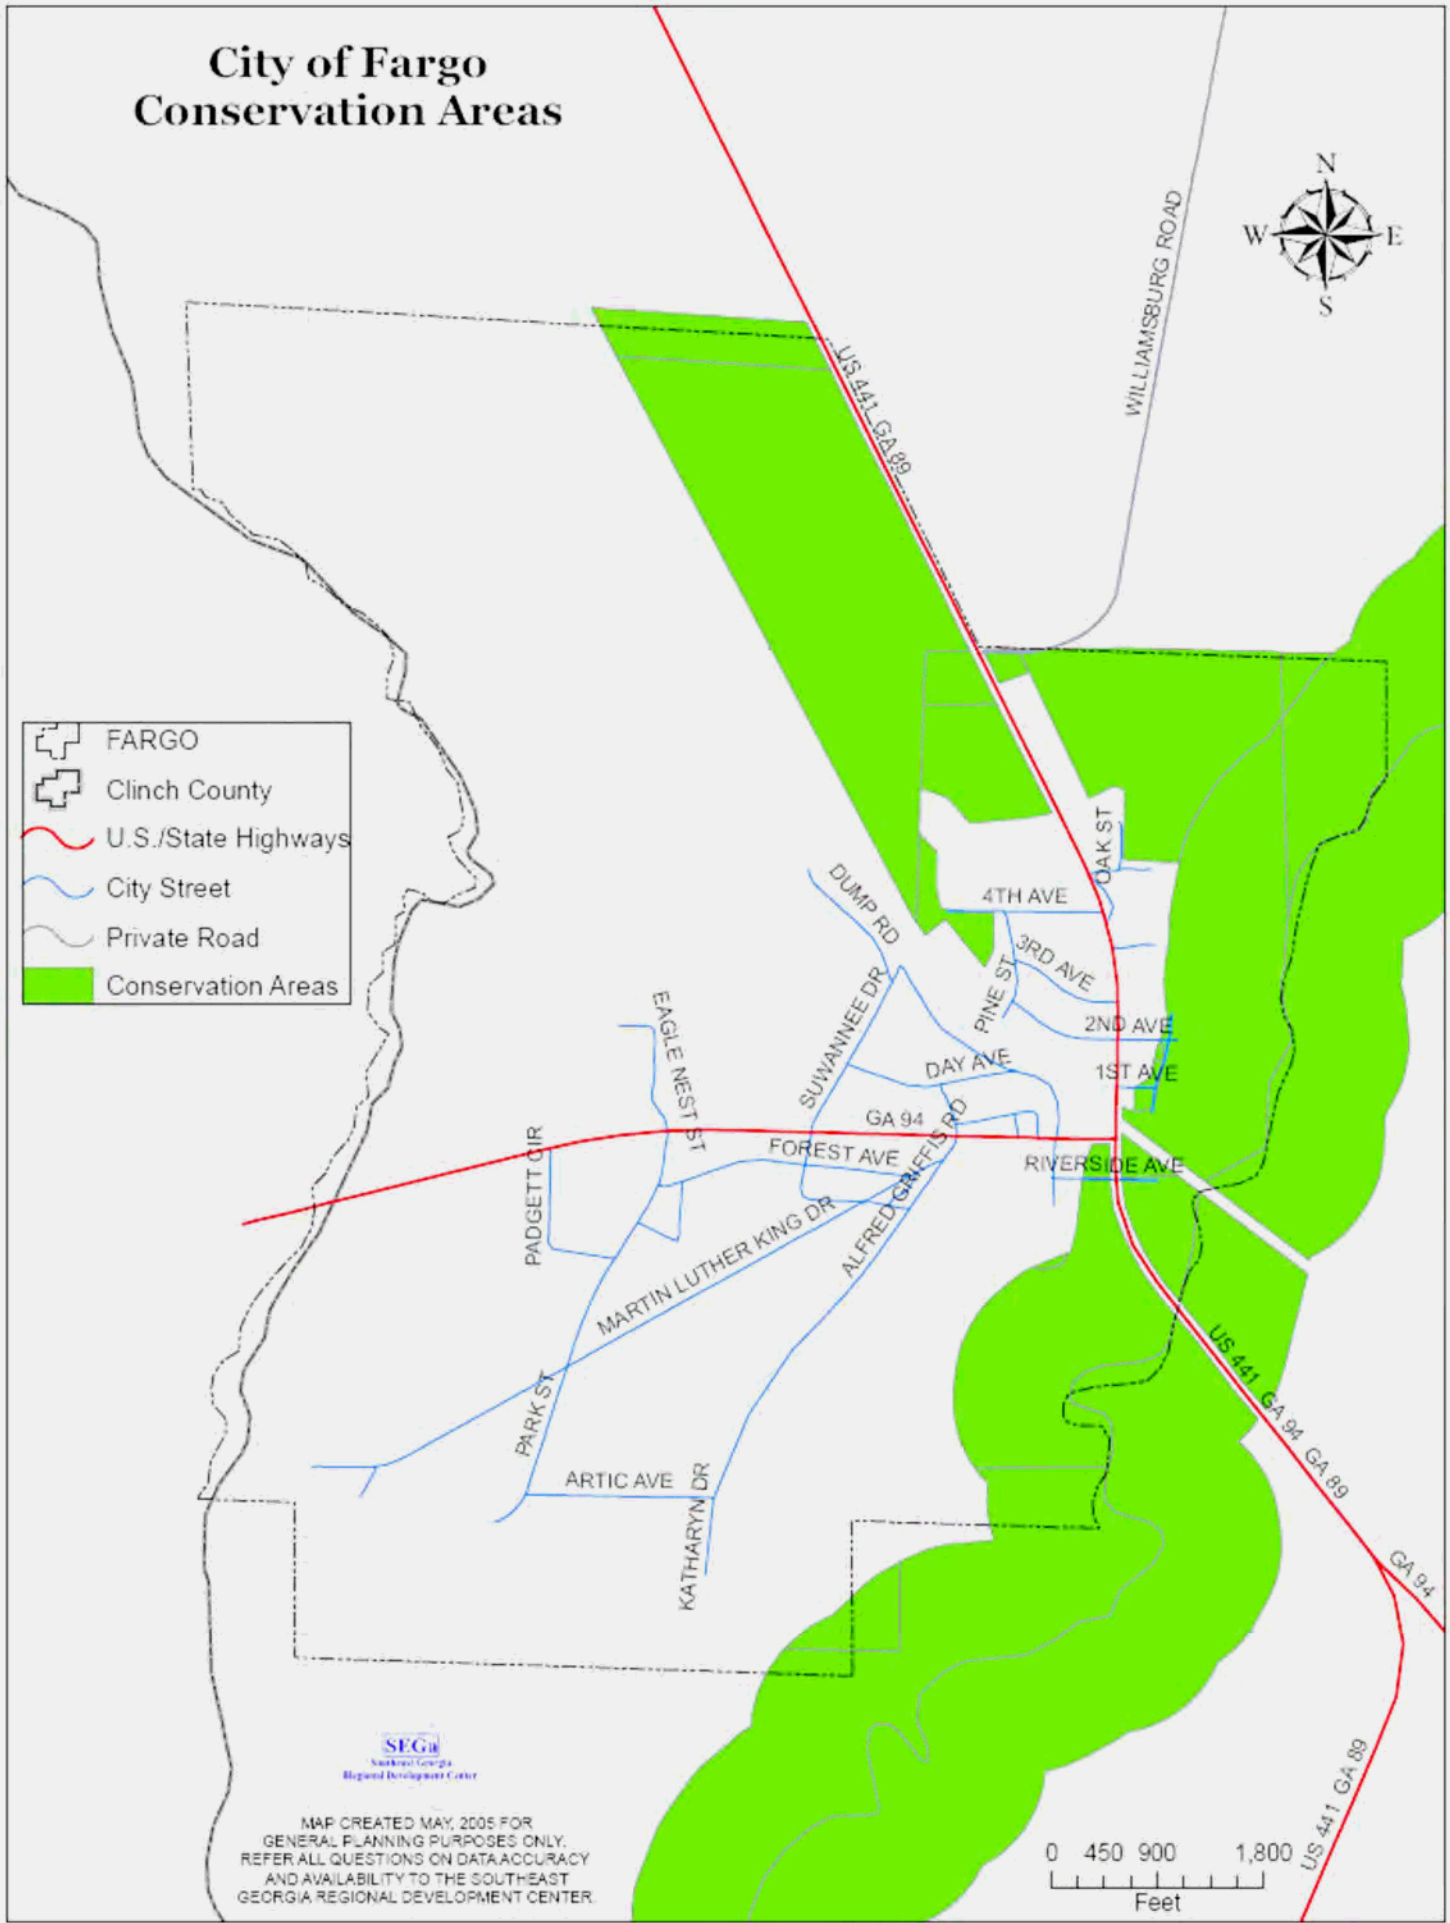 City of Fargo
Conservation Areas
N
W
E
S
WILLIAMSBURG ROAD
US 441 GA 89
FARGO
Clinch County
U.S./State Highways
City Street
Private Road
Conservation Areas
OAK ST
4TH AVE
DUMP RD
3RD AVE
PINE ST
SUWANNEE DR
2ND AVE
EAGLE NEST ST
DAY AVE
1ST AVE
GA 94
FOREST AVE
RIVERSIDE AVE
PADGETT CIR
ALFRED GRIFFIS RD
MARTIN LUTHER KING DR
US 441 GA 94 GA 89
PARK ST
ARTIC AVE
KATHARYN DR
GA 94
US 441 GA 89
SEGa
Southeast Georgia
Regional Development Center
MAP CREATED MAY, 2005 FOR
GENERAL PLANNING PURPOSES ONLY.
REFER ALL QUESTIONS ON DATA ACCURACY
AND AVAILABILITY TO THE SOUTHEAST
GEORGIA REGIONAL DEVELOPMENT CENTER.
0 450 900 1,800
Feet